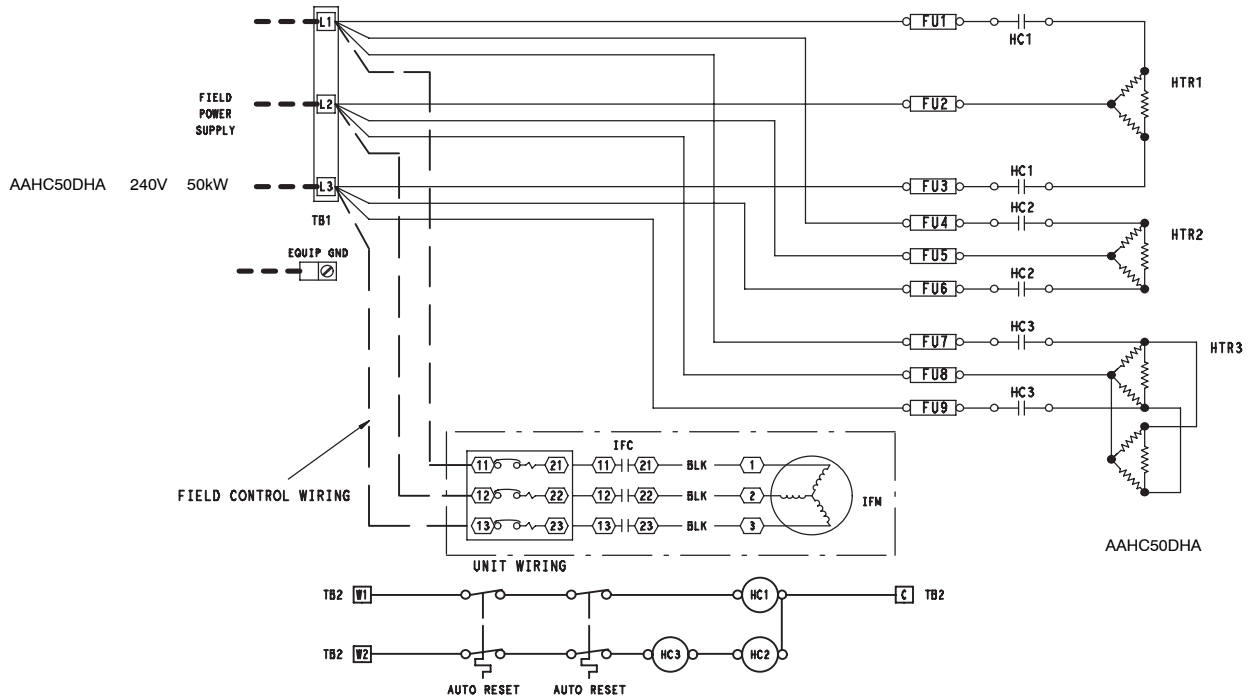 L1
FU1
HC1
HTR1
FIELD
POWER
SUPPLY
L2
FU2
AAHC50DHA 240V 50kW
L3
FU3
HC1
TB1
FU4
HC2
HTR2
EQUIP GND
FU5
FU6
HC2
FU7
HC3
HTR3
FU8
FU9
HC3
IFC
11 21 11 21 BLK 1
12 22 12 22 BLK 2
IFM
13 23 13 23 BLK 3
FIELD CONTROL WIRING
AAHC50DHA
UNIT WIRING
TB2 W1 HC1 C TB2
TB2 W2 HC3 HC2
AUTO RESET AUTO RESET